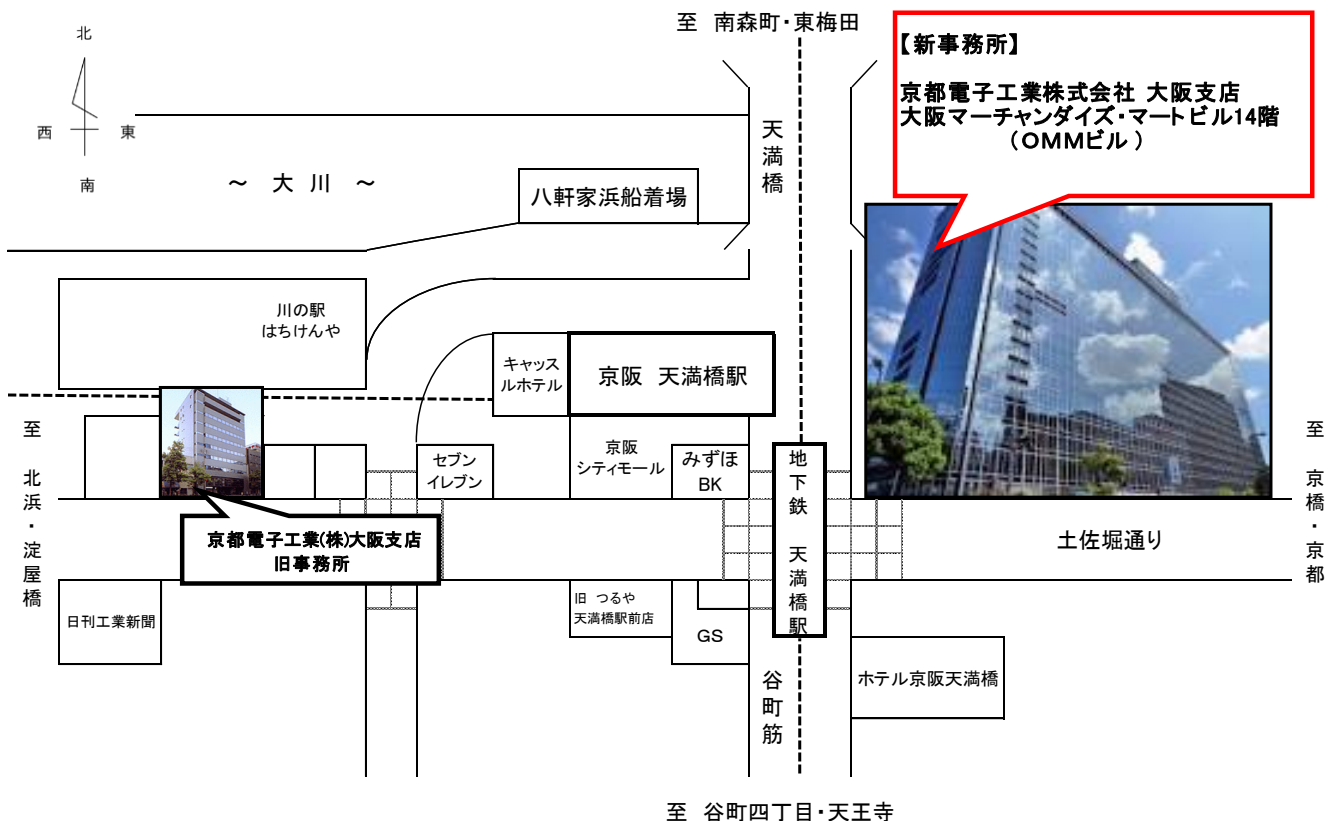 至 南森町・東梅田
【新事務所】
京都電子工業株式会社 大阪支店
大阪マーチャンダイズ・マートビル14階
（OMMビル）
北
西
東
南
～ 大 川 ～
天満橋
八軒家浜船着場
川の駅
はちけんや
キャッス
ルホテル
京阪 天満橋駅
至 北浜・淀屋橋
セブン
イレブン
京阪
シティモール
みずほ
BK
地下鉄 天満橋駅
至 京橋・京都
京都電子工業(株)大阪支店
旧事務所
土佐堀通り
日刊工業新聞
旧 つるや
天満橋駅前店
GS
谷町筋
ホテル京阪天満橋
至 谷町四丁目・天王寺